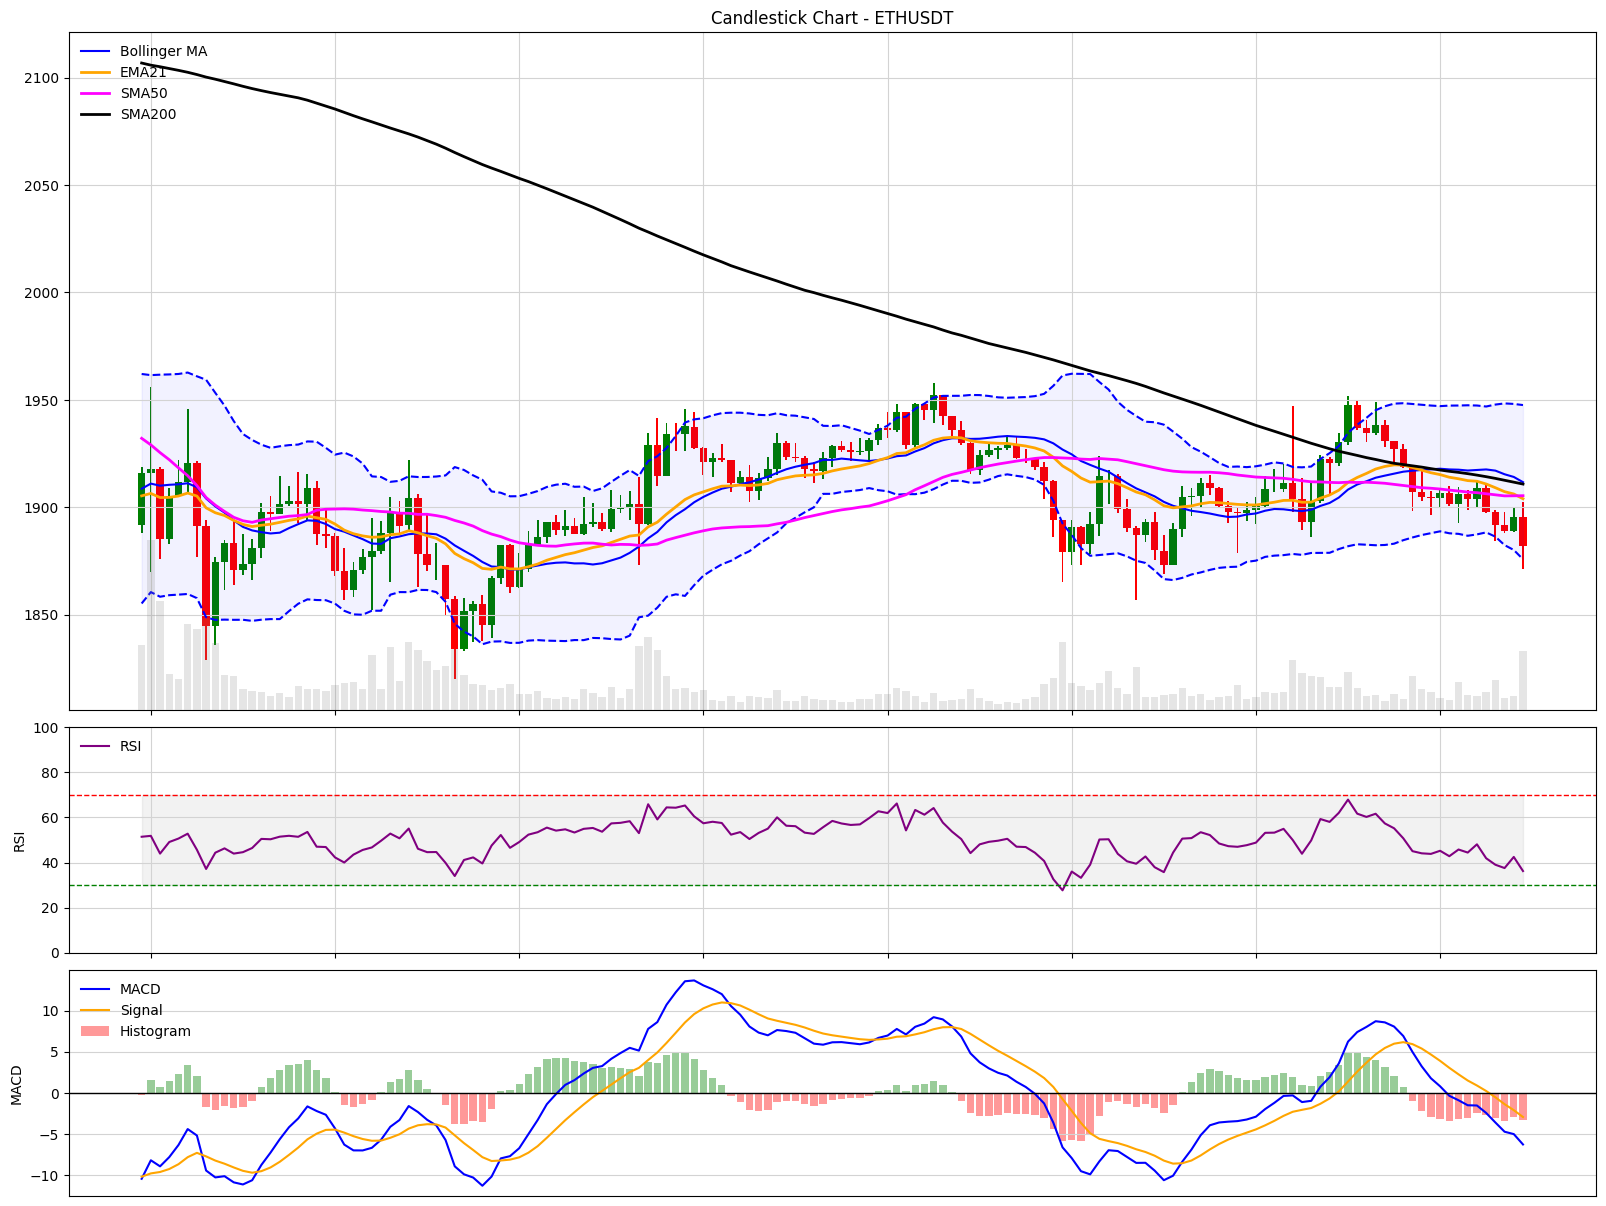 Candlestick Chart - ETHUSDT
Bollinger MA
EMA21
SMA50
SMA200
2100
2050
2000
1950
1900
1850
RSI
100
80
60
40
20
0
RSI
MACD
Signal
Histogram
10
5
0
−5
−10
MACD